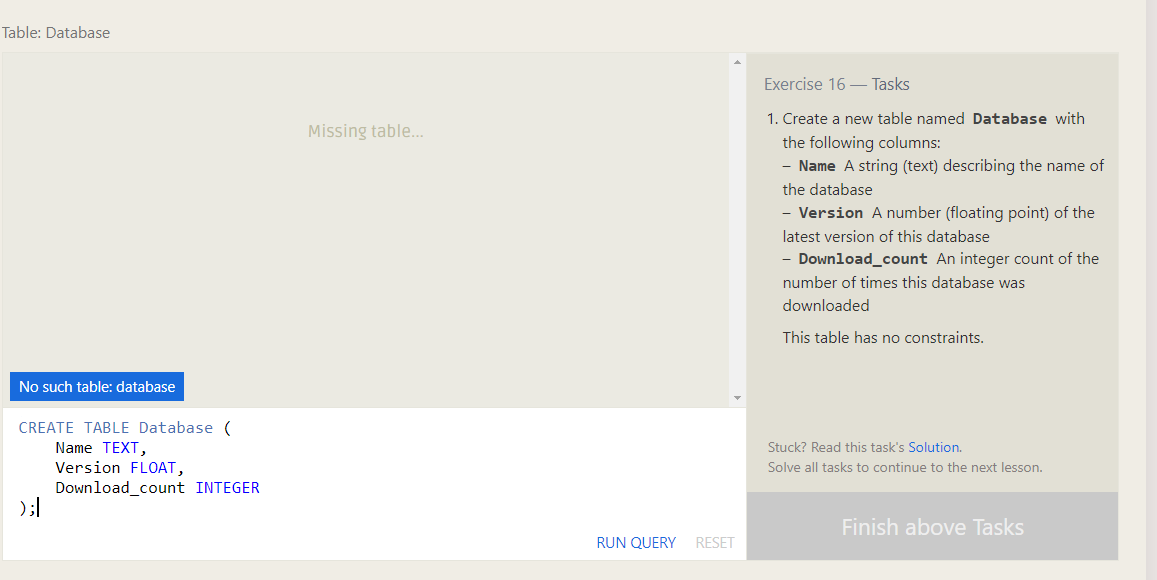 Table: Database
Missing table...
No such table: database
CREATE TABLE Database (
    Name TEXT,
    Version FLOAT,
    Download_count INTEGER
);
RUN QUERY RESET
Exercise 16 — Tasks
1. Create a new table named Database with
the following columns:
– Name A string (text) describing the name of
the database
– Version A number (floating point) of the
latest version of this database
– Download_count An integer count of the
number of times this database was
downloaded
This table has no constraints.
Stuck? Read this task's Solution.
Solve all tasks to continue to the next lesson.
Finish above Tasks